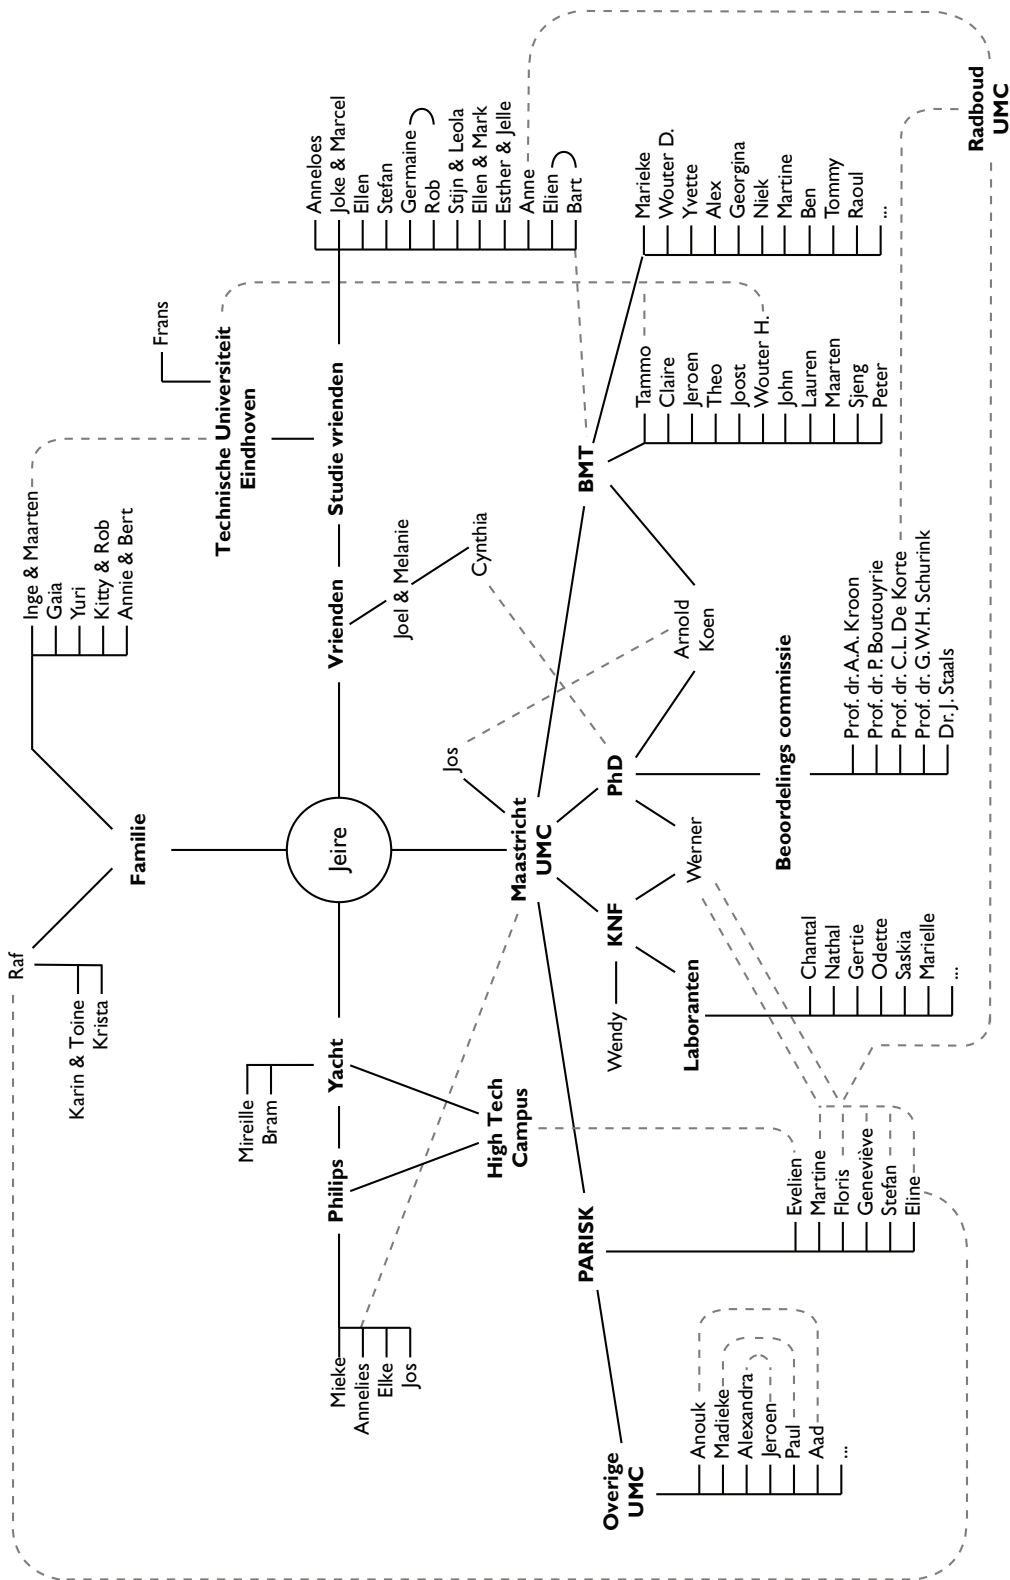 Raf
Karin & Toine
Krista
Familie
Inge & Maarten
Gaia
Yuri
Kitty & Rob
Annie & Bert
Frans
Technische Universiteit
Eindhoven
Mireille
Bram
Mieke
Annelies
Elke
Jos
Philips
Yacht
High Tech
Campus
Jeire
Vrienden
Joel & Melanie
Cynthia
Studie vrienden
Anneloes
Joke & Marcel
Ellen
Stefan
Germaine
Rob
Stijn & Leola
Ellen & Mark
Esther & Jelle
Anne
Elien
Bart
Jos
Maastricht
UMC
Overige
UMC
Anouk
Madieke
Alexandra
Jeroen
Paul
Aad
...
PARISK
Evelien
Martine
Floris
Geneviève
Stefan
Eline
Wendy
KNF
Laboranten
Chantal
Nathal
Gertie
Odette
Saskia
Marielle
...
Werner
PhD
Arnold
Koen
Beoordelings commissie
Prof. dr. A.A. Kroon
Prof. dr. P. Boutouyrie
Prof. dr. C.L. De Korte
Prof. dr. G.W.H. Schurink
Dr. J. Staals
BMT
Tammo
Claire
Jeroen
Theo
Joost
Wouter H.
John
Lauren
Maarten
Sjeng
Peter
Marieke
Wouter D.
Yvette
Alex
Georgina
Niek
Martine
Ben
Tommy
Raoul
...
Radboud
UMC